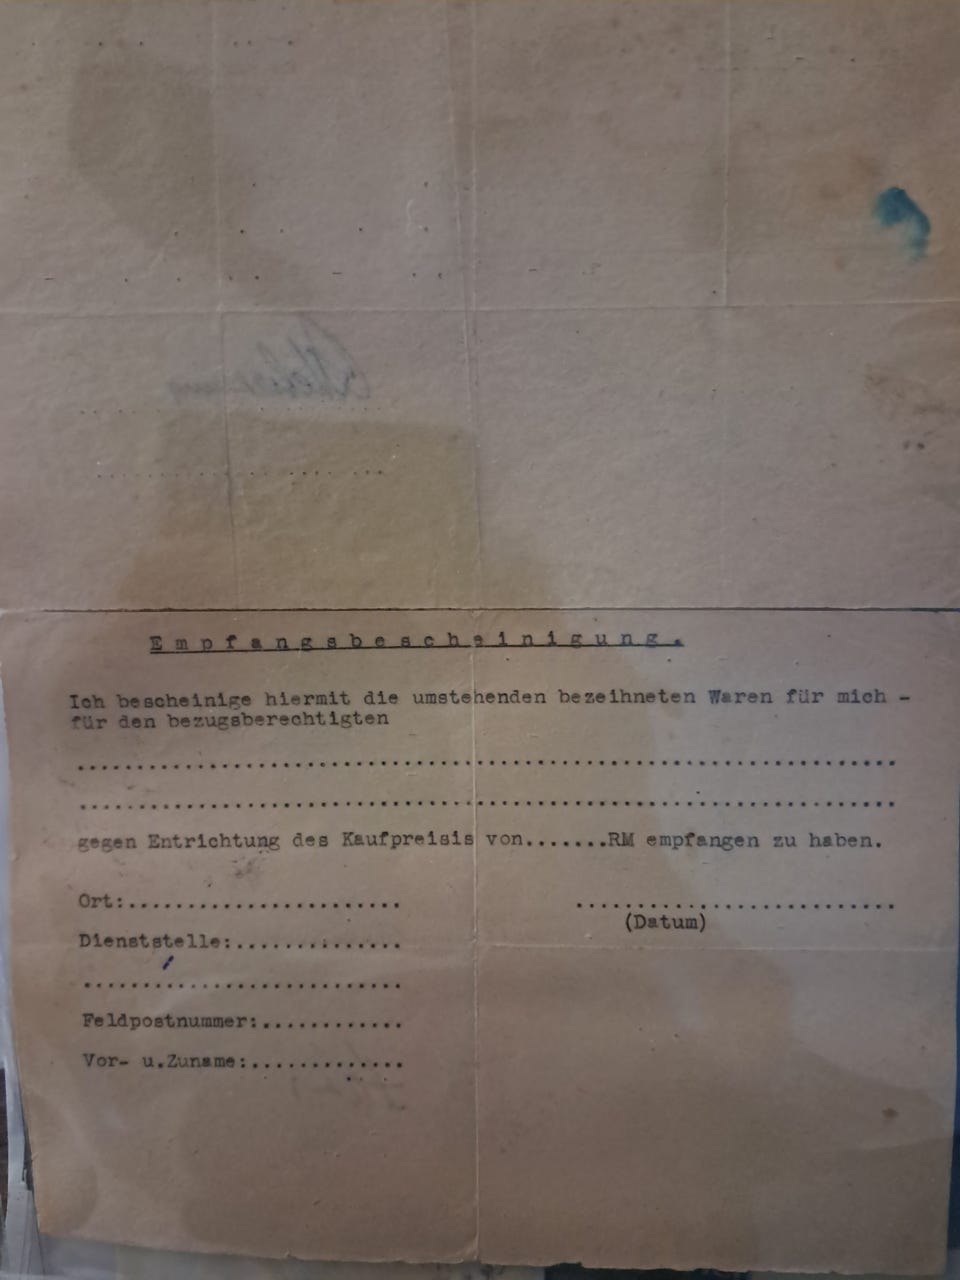 Empfangsbescheinigung.
Ich bescheinige hiermit die umstehenden bezeihneten Waren für mich -
für den bezugsberechtigten
....................................................................
....................................................................
gegen Entrichtung des Kaufpreisis von.......RM empfangen zu haben.
Ort:.......................
...........................
(Datum)
Dienststelle:..............
...........................
Feldpostnummer:............
Vor- u.Zuname:.............